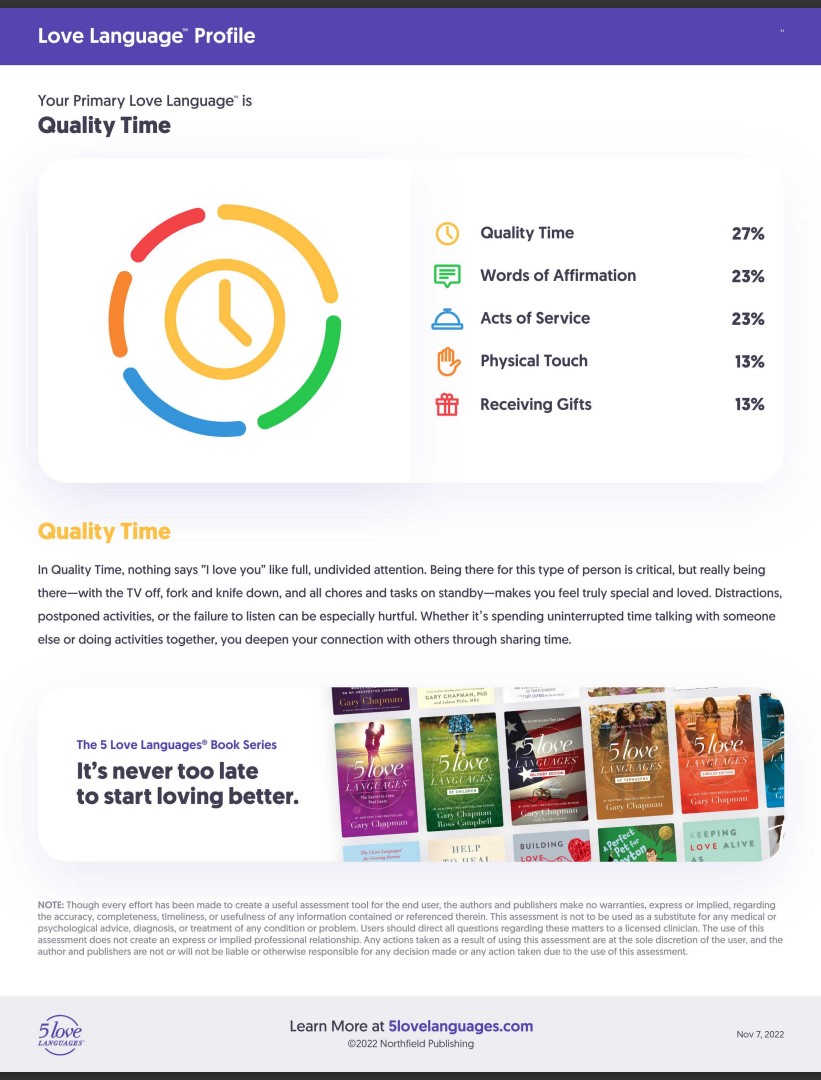 Love Language™ Profile
Your Primary Love Language™ is
Quality Time
Quality Time 27%
Words of Affirmation 23%
Acts of Service 23%
Physical Touch 13%
Receiving Gifts 13%
Quality Time
In Quality Time, nothing says "I love you" like full, undivided attention. Being there for this type of person is critical, but really being
there—with the TV off, fork and knife down, and all chores and tasks on standby—makes you feel truly special and loved. Distractions,
postponed activities, or the failure to listen can be especially hurtful. Whether it's spending uninterrupted time talking with someone
else or doing activities together, you deepen your connection with others through sharing time.
The 5 Love Languages® Book Series
It's never too late
to start loving better.
Gary Chapman
GARY CHAPMAN, PhD
5 love
LANGUAGES
Gary Chapman
5 love
LANGUAGES
OF CHILDREN
Gary Chapman
Ross Campbell
5 love
LANGUAGES
MILITARY EDITION
Gary Chapman
5 love
LANGUAGES
OF TEENAGERS
Gary Chapman
5 love
LANGUAGES
SINGLES EDITION
Gary Chapman
HELP
TO HEAL
BUILDING
LOVE
A Perfect
Pet for
Peyton
KEEPING
LOVE ALIVE
AS
NOTE: Though every effort has been made to create a useful assessment tool for the end user, the authors and publishers make no warranties, express or implied, regarding
the accuracy, completeness, timeliness, or usefulness of any information contained or referenced therein. This assessment is not to be used as a substitute for any medical or
psychological advice, diagnosis, or treatment of any condition or problem. Users should direct all questions regarding these matters to a licensed clinician. The use of this
assessment does not create an express or implied professional relationship. Any actions taken as a result of using this assessment are at the sole discretion of the user, and the
author and publishers are not or will not be liable or otherwise responsible for any decision made or any action taken due to the use of this assessment.
5 love
LANGUAGES®
Learn More at 5lovelanguages.com
©2022 Northfield Publishing
Nov 7, 2022